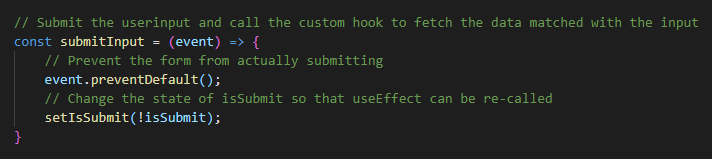 // Submit the userinput and call the custom hook to fetch the data matched with the input
const submitInput = (event) => {
    // Prevent the form from actually submitting
    event.preventDefault();
    // Change the state of isSubmit so that useEffect can be re-called
    setIsSubmit(!isSubmit);
}